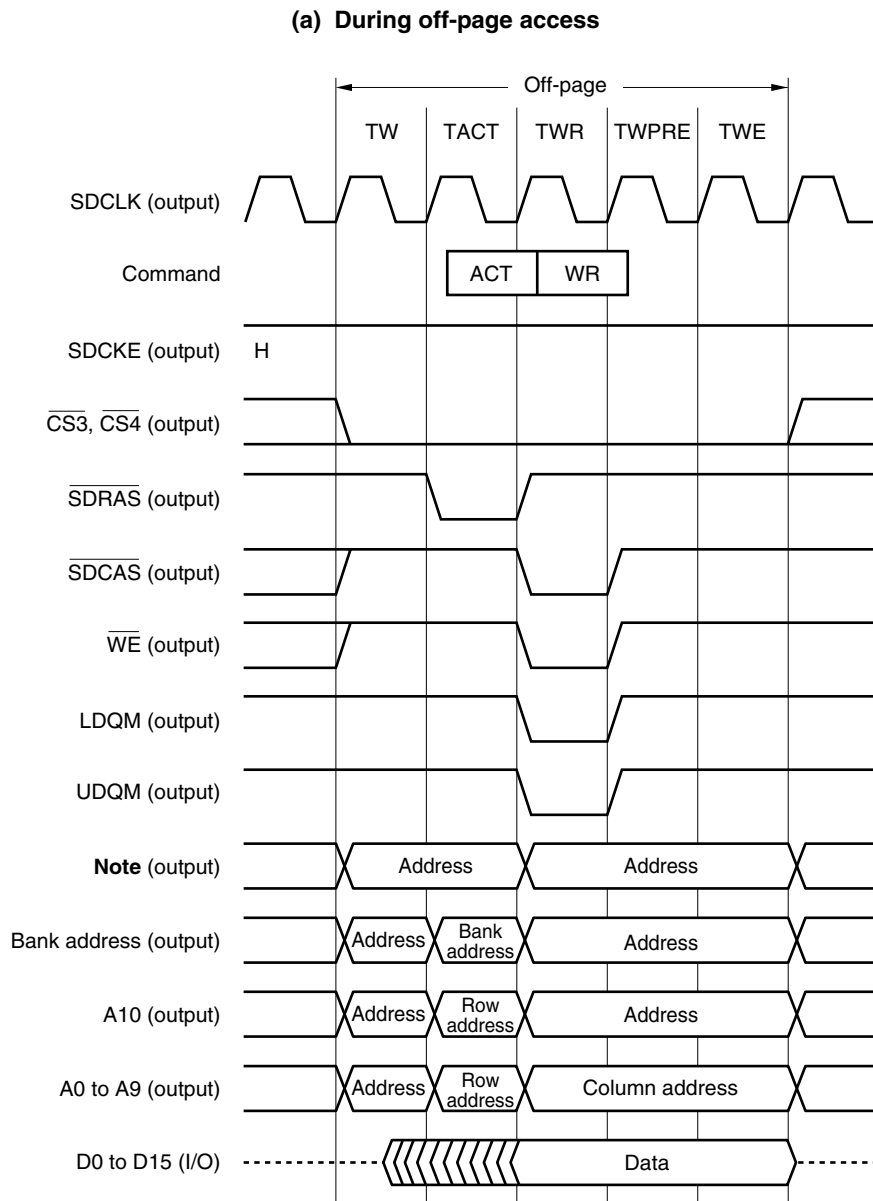 (a) During off-page access
Off-page
TW TACT TWR TWPRE TWE
SDCLK (output)
Command ACT WR
SDCKE (output) H
CS3, CS4 (output)
SDRAS (output)
SDCAS (output)
WE (output)
LDQM (output)
UDQM (output)
Note (output) Address Address
Bank address (output) Address Bank address Address
A10 (output) Address Row address Address
A0 to A9 (output) Address Row address Column address
D0 to D15 (I/O) Data